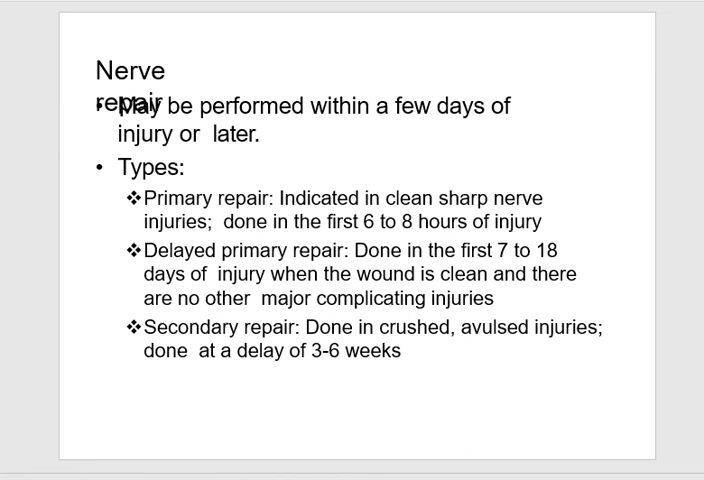 Nerve
repair
• May be performed within a few days of
injury or later.
• Types:
❖Primary repair: Indicated in clean sharp nerve
injuries; done in the first 6 to 8 hours of injury
❖Delayed primary repair: Done in the first 7 to 18
days of injury when the wound is clean and there
are no other major complicating injuries
❖Secondary repair: Done in crushed, avulsed injuries;
done at a delay of 3-6 weeks